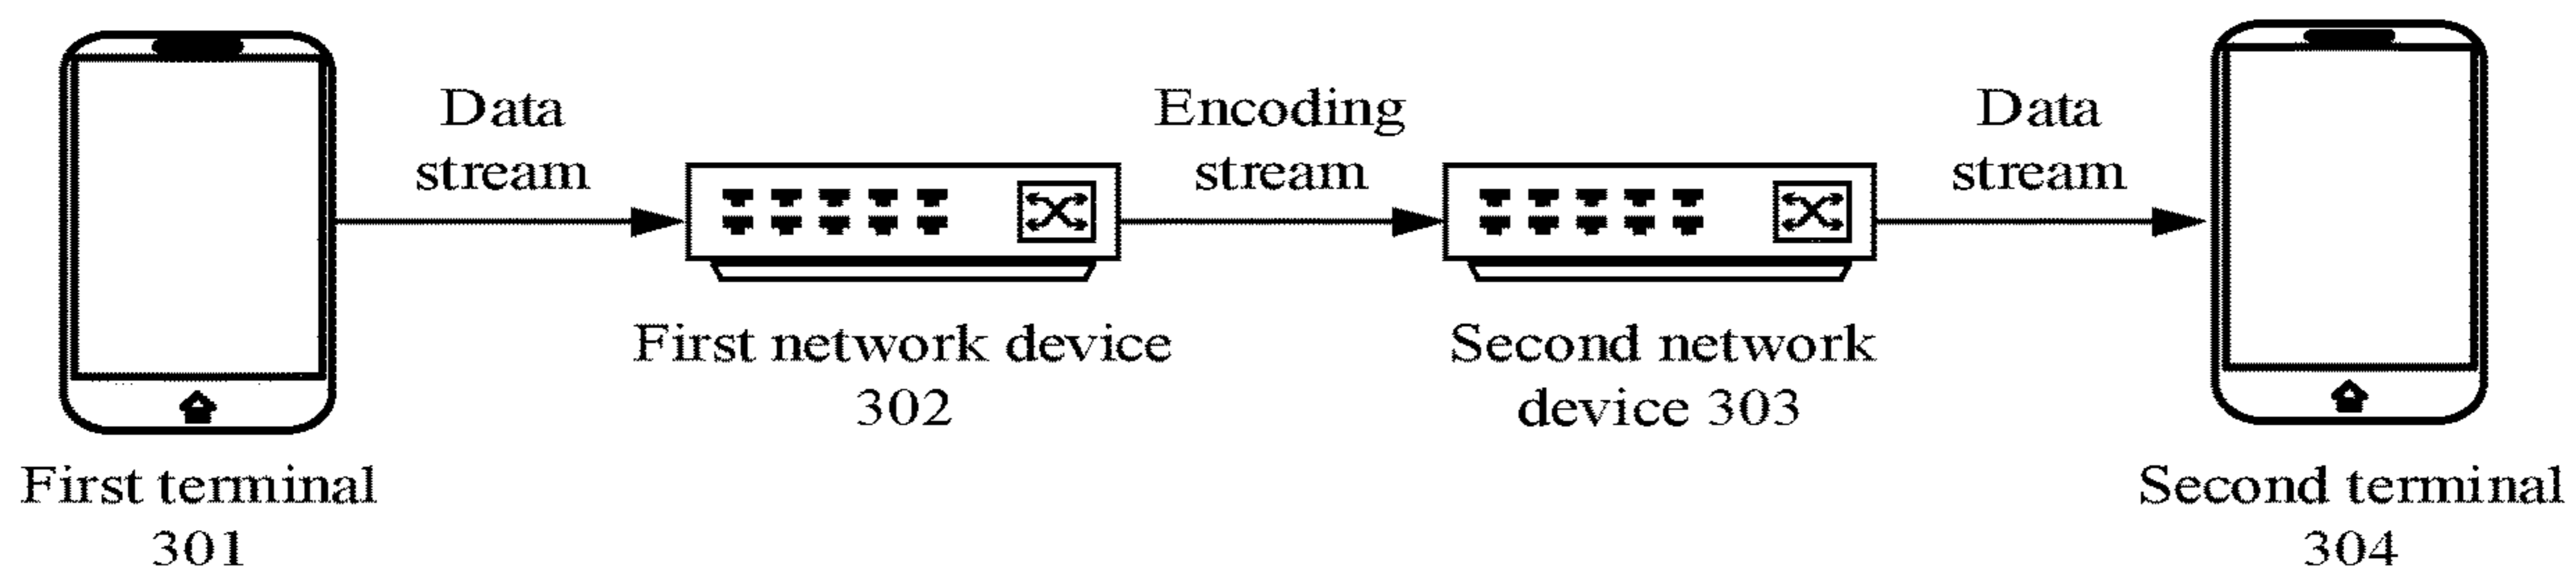 Data
stream
Encoding
stream
Data
stream
First network device
302
Second network
device 303
First terminal
301
Second terminal
304